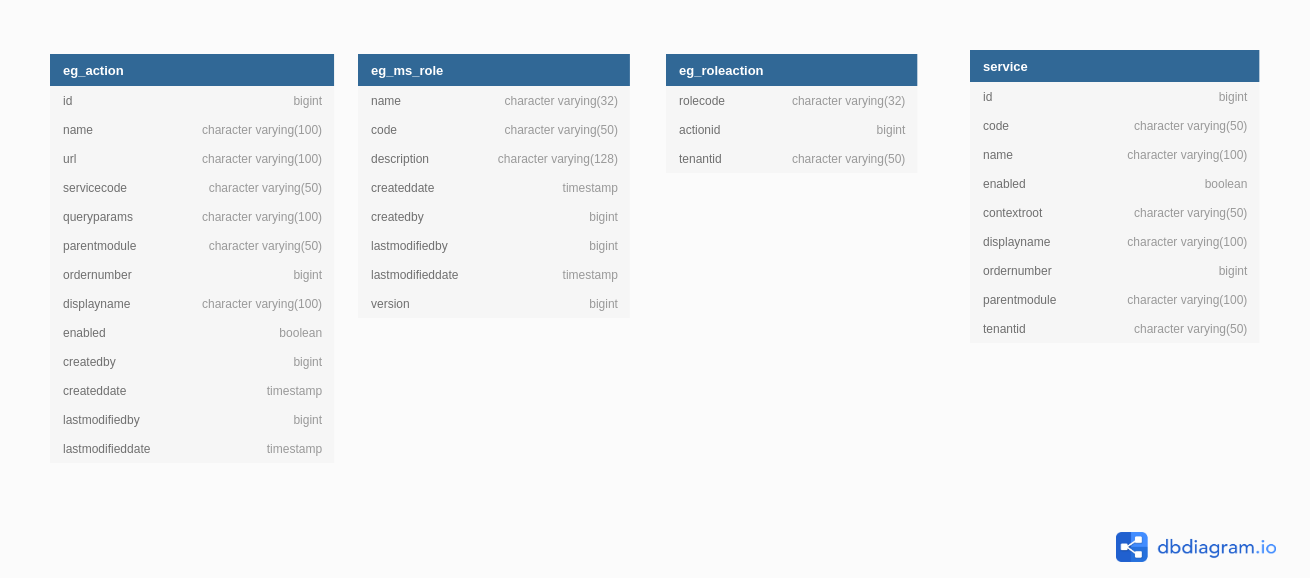 eg_action
id bigint
name character varying(100)
url character varying(100)
servicecode character varying(50)
queryparams character varying(100)
parentmodule character varying(50)
ordernumber bigint
displayname character varying(100)
enabled boolean
createdby bigint
createddate timestamp
lastmodifiedby bigint
lastmodifieddate timestamp
eg_ms_role
name character varying(32)
code character varying(50)
description character varying(128)
createddate timestamp
createdby bigint
lastmodifiedby bigint
lastmodifieddate timestamp
version bigint
eg_roleaction
rolecode character varying(32)
actionid bigint
tenantid character varying(50)
service
id bigint
code character varying(50)
name character varying(100)
enabled boolean
contextroot character varying(50)
displayname character varying(100)
ordernumber bigint
parentmodule character varying(100)
tenantid character varying(50)
dbdiagram.io